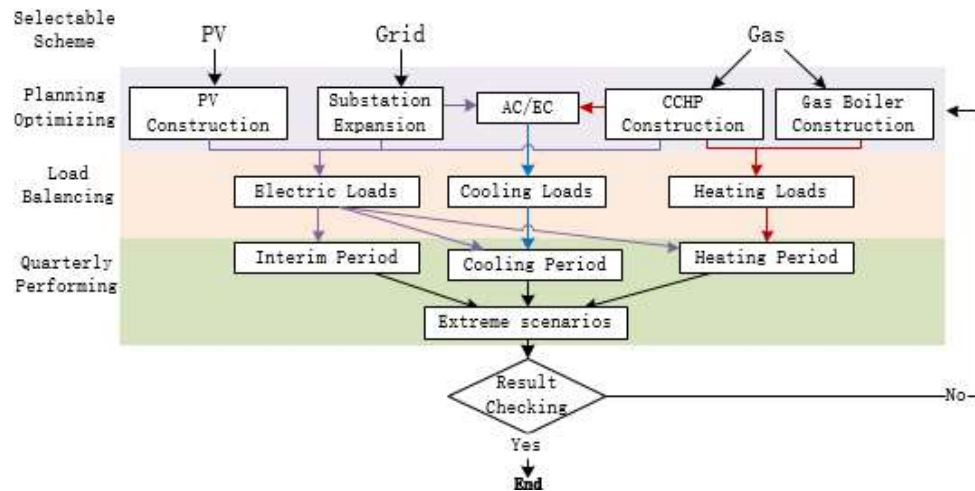 Selectable
Scheme
PV
Grid
Gas
Planning
Optimizing
PV
Construction
Substation
Expansion
AC/EC
CCHP
Construction
Gas Boiler
Construction
Load
Balancing
Electric Loads
Cooling Loads
Heating Loads
Quarterly
Performing
Interim Period
Cooling Period
Heating Period
Extreme scenarios
Result
Checking
No
Yes
End